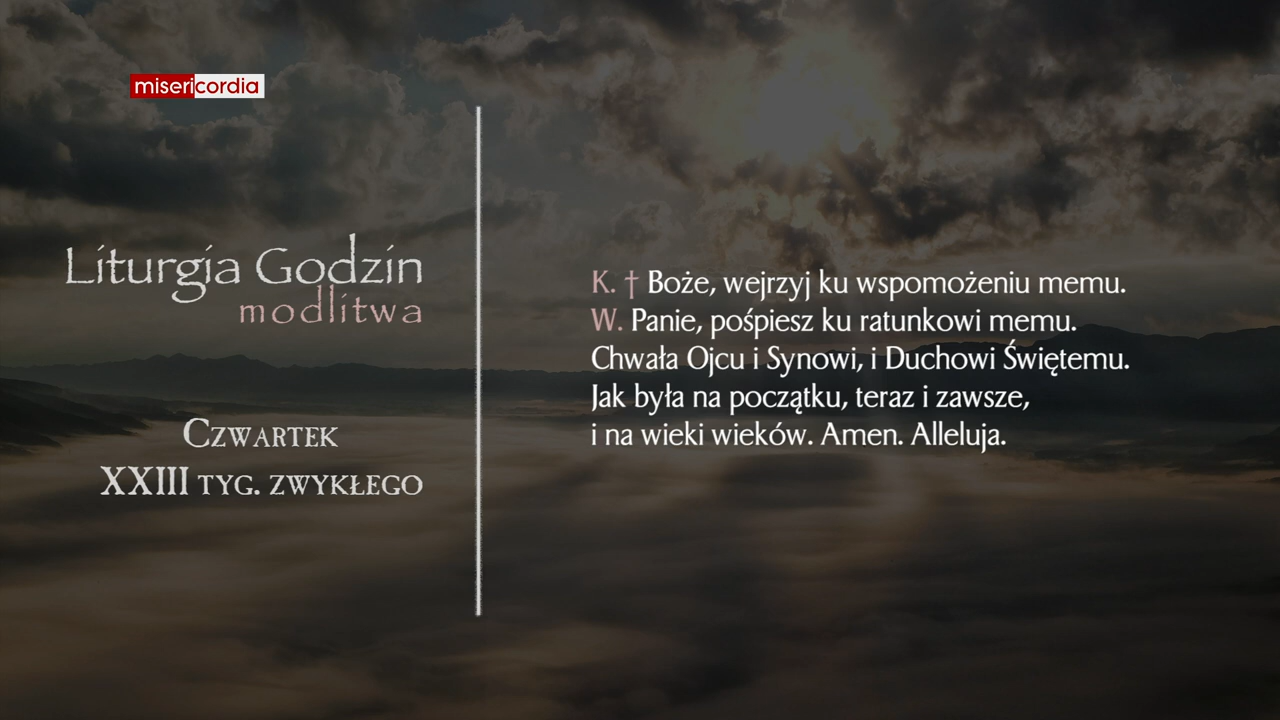 misericordia
Liturgia Godzin
modlitwa
Czwartek
XXIII tyg. zwykłego
K. † Boże, wejrzyj ku wspomożeniu memu.
W. Panie, pośpiesz ku ratunkowi memu.
Chwała Ojcu i Synowi, i Duchowi Świętemu.
Jak była na początku, teraz i zawsze,
i na wieki wieków. Amen. Alleluja.